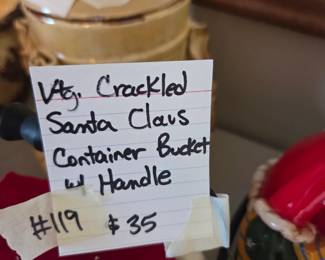 Vtg. Crackled
Santa Claus
Container Bucket
w/ Handle
#119 $35